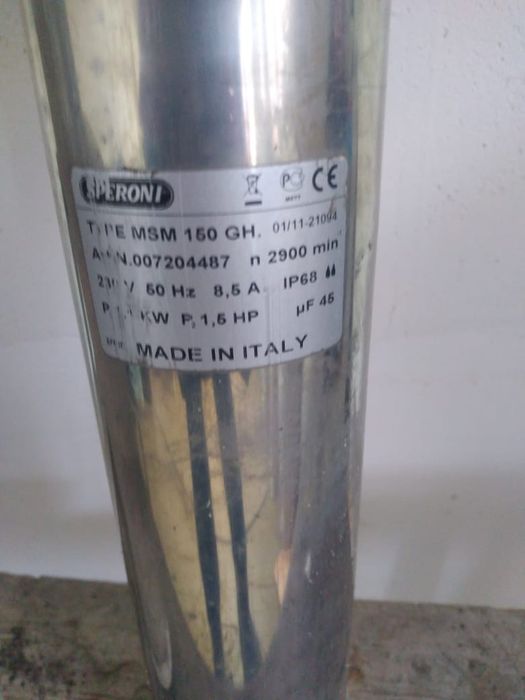 SPERONI
TYPE MSM 150 GH. 01/11-21094
007204487 n 2900 min
50 Hz 8,5 A IP68
KW P₂ 1,5 HP µF 45
MADE IN ITALY